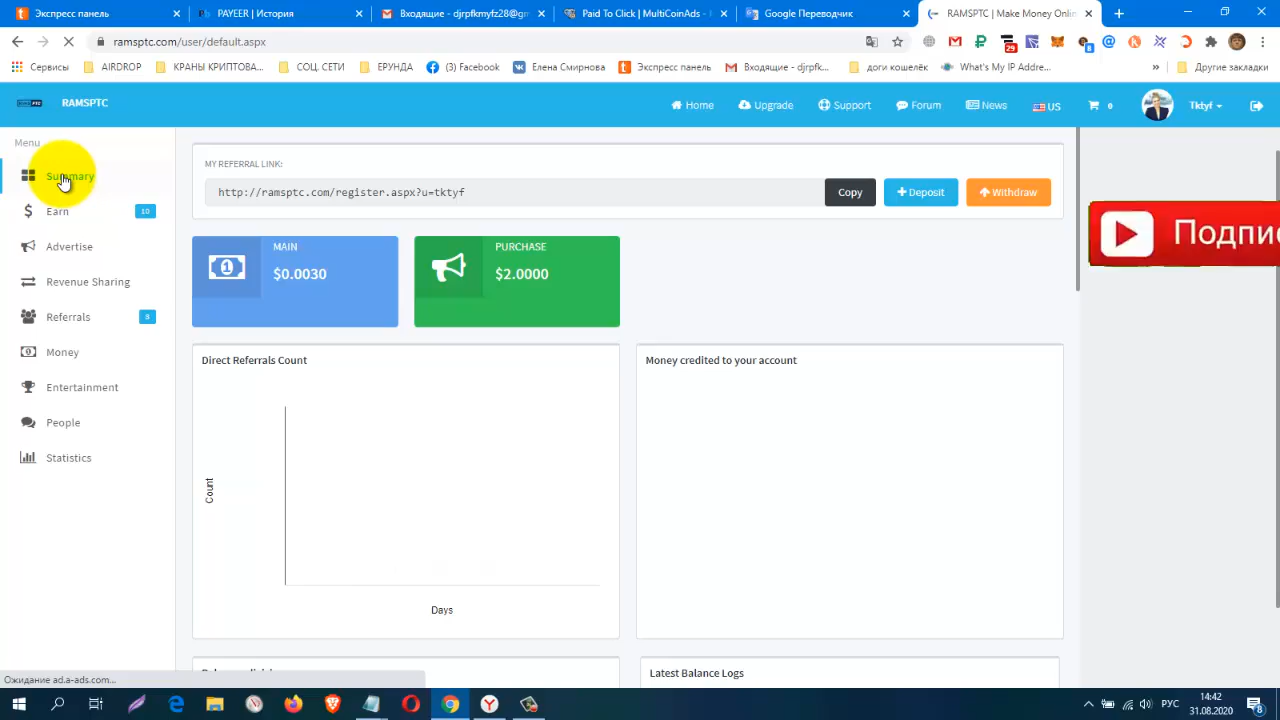 Экспресс панель
PAYEER | История
Входящие - djrpfkmyfz28@gm
Paid To Click | MultiCoinAds -
Google Переводчик
RAMSPTC | Make Money Onlin
ramsptc.com/user/default.aspx
29
8
Сервисы
AIRDROP
КРАНЫ КРИПТОВА...
СОЦ. СЕТИ
ЕРУНДА
(3) Facebook
Елена Смирнова
Экспресс панель
Входящие - djrpfk...
доги кошелёк
What's My IP Addre...
»
Другие закладки
RAMSPTC
Home
Upgrade
Support
Forum
News
US
0
Tktyf
Menu
Summary
Earn
10
Advertise
Revenue Sharing
Referrals
8
Money
Entertainment
People
Statistics
MY REFERRAL LINK:
http://ramsptc.com/register.aspx?u=tktyf
Copy
Deposit
Withdraw
MAIN
$0.0030
PURCHASE
$2.0000
Подпис
Direct Referrals Count
Count
Days
Money credited to your account
Latest Balance Logs
Ожидание ad.a-ads.com...
РУС
14:42
31.08.2020
8